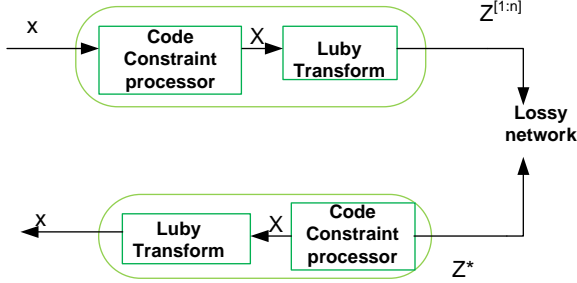 x
Code
Constraint
processor
X
Luby
Transform
Z[1:n]
Lossy
network
x
Luby
Transform
X
Code
Constraint
processor
Z*